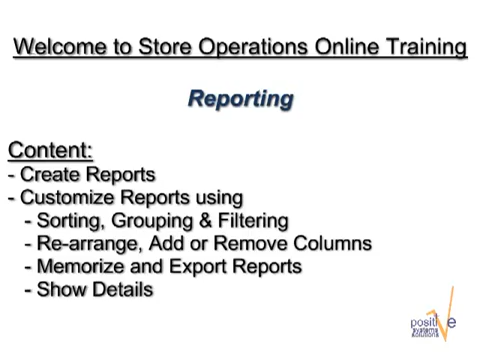 Welcome to Store Operations Online Training
Reporting
Content:
- Create Reports
- Customize Reports using
- Sorting, Grouping & Filtering
- Re-arrange, Add or Remove Columns
- Memorize and Export Reports
- Show Details
positive
systems
solutions